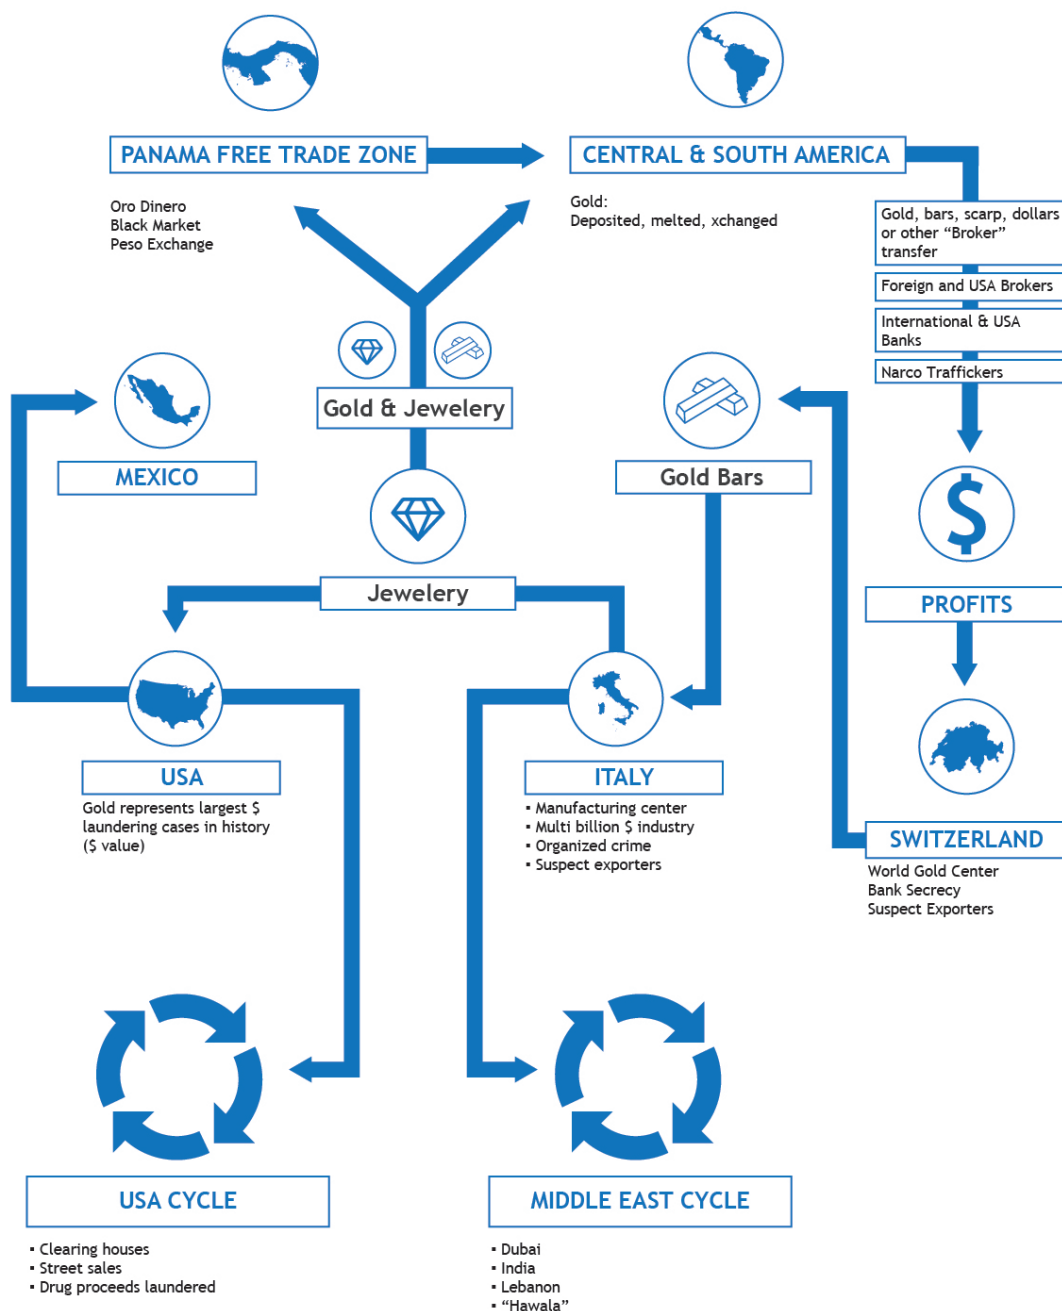 PANAMA FREE TRADE ZONE
Oro Dinero
Black Market
Peso Exchange
CENTRAL & SOUTH AMERICA
Gold:
Deposited, melted, xchanged
Gold, bars, scarp, dollars
or other “Broker”
transfer
Foreign and USA Brokers
International & USA
Banks
Narco Traffickers
Gold & Jewelery
MEXICO
Gold Bars
$
Jewelery
PROFITS
USA
Gold represents largest $
laundering cases in history
($ value)
ITALY
▪ Manufacturing center
▪ Multi billion $ industry
▪ Organized crime
▪ Suspect exporters
SWITZERLAND
World Gold Center
Bank Secrecy
Suspect Exporters
USA CYCLE
▪ Clearing houses
▪ Street sales
▪ Drug proceeds laundered
MIDDLE EAST CYCLE
▪ Dubai
▪ India
▪ Lebanon
▪ “Hawala”